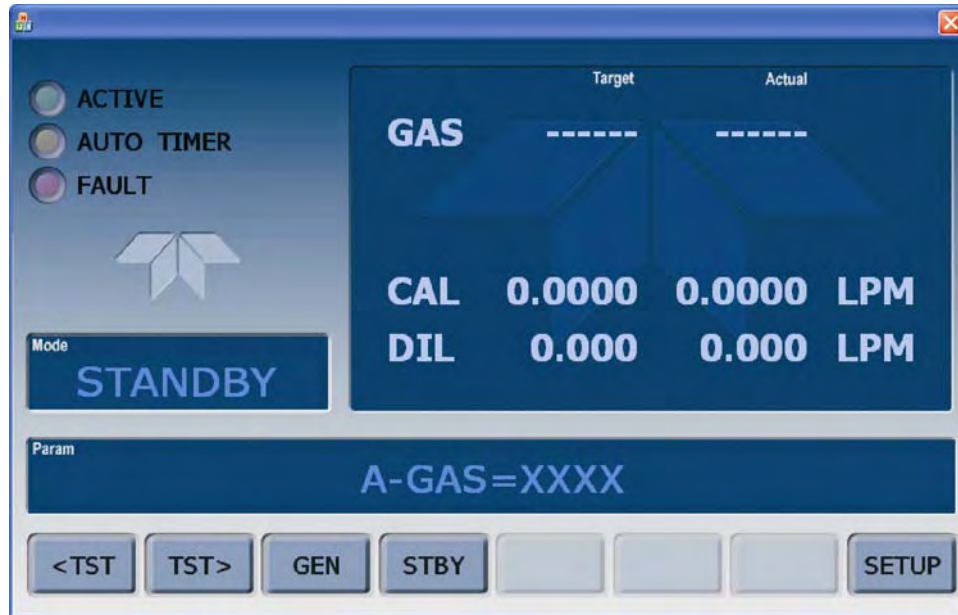 ACTIVE
AUTO TIMER
FAULT
Target Actual
GAS ------ ------
CAL 0.0000 0.0000 LPM
DIL 0.000 0.000 LPM
Mode
STANDBY
Param
A-GAS=XXXX
<TST TST> GEN STBY SETUP